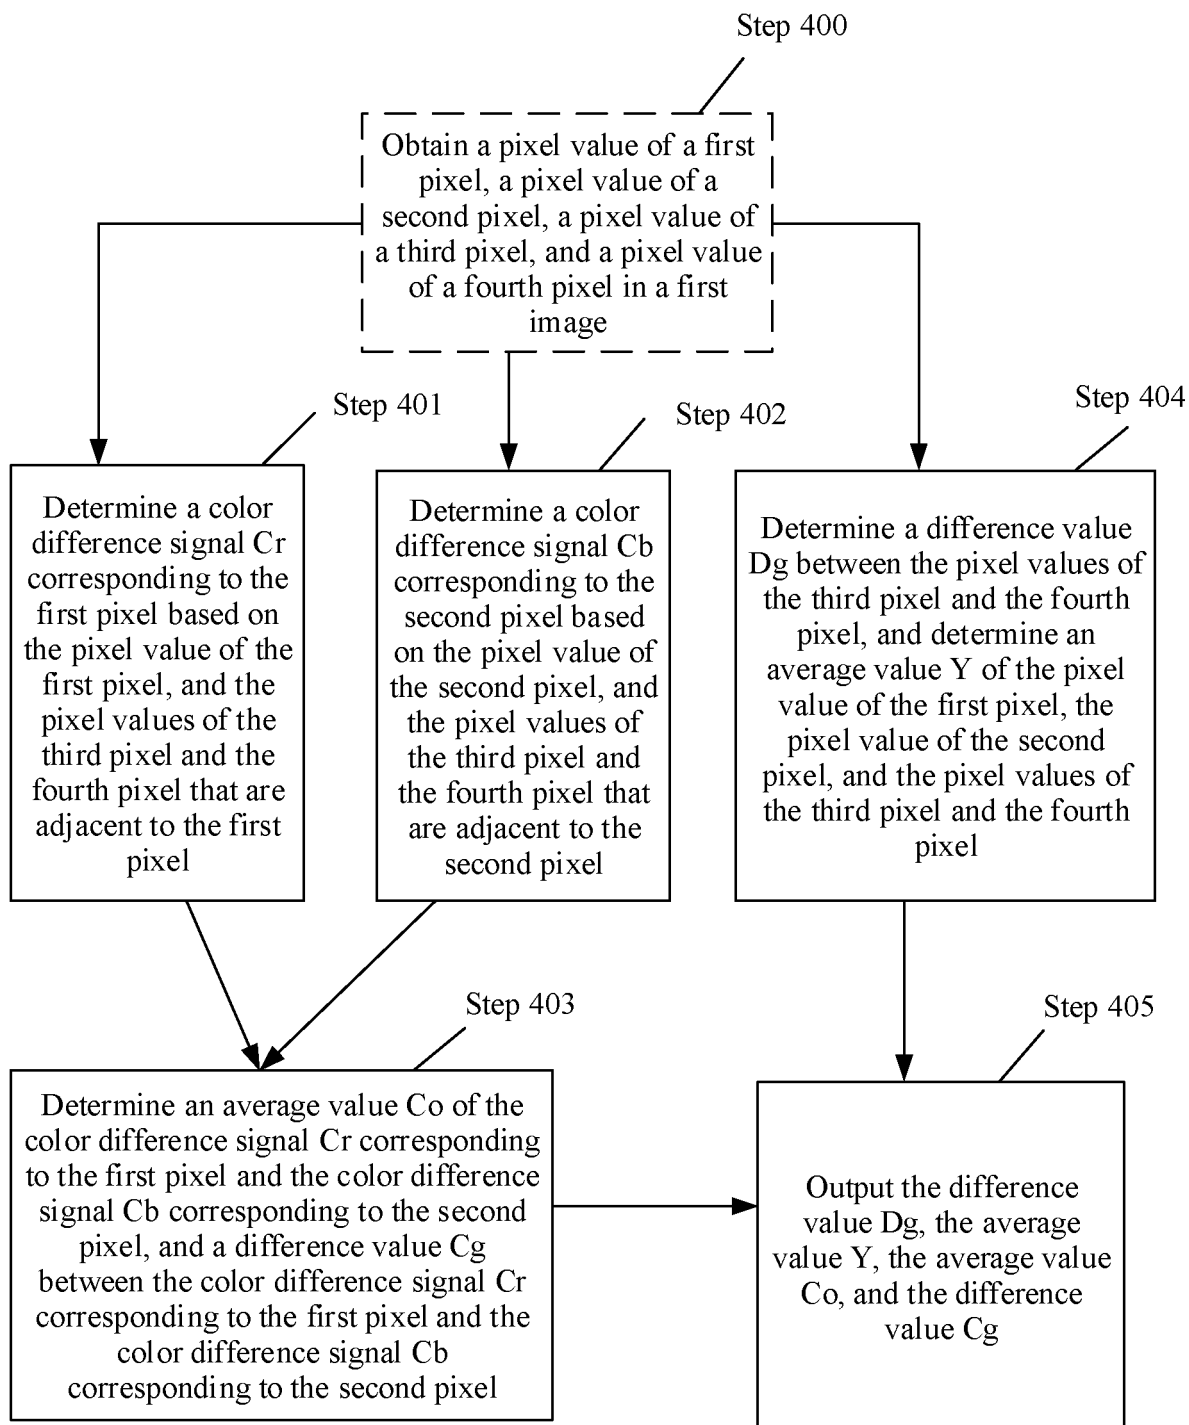 Step 400
Obtain a pixel value of a first
pixel, a pixel value of a
second pixel, a pixel value of
a third pixel, and a pixel value
of a fourth pixel in a first
image
Step 401
Determine a color
difference signal Cr
corresponding to the
first pixel based on
the pixel value of the
first pixel, and the
pixel values of the
third pixel and the
fourth pixel that are
adjacent to the first
pixel
Step 402
Determine a color
difference signal Cb
corresponding to the
second pixel based
on the pixel value of
the second pixel, and
the pixel values of
the third pixel and
the fourth pixel that
are adjacent to the
second pixel
Step 404
Determine a difference value
Dg between the pixel values of
the third pixel and the fourth
pixel, and determine an
average value Y of the pixel
value of the first pixel, the
pixel value of the second
pixel, and the pixel values of
the third pixel and the fourth
pixel
Step 403
Determine an average value Co of the
color difference signal Cr corresponding
to the first pixel and the color difference
signal Cb corresponding to the second
pixel, and a difference value Cg
between the color difference signal Cr
corresponding to the first pixel and the
color difference signal Cb
corresponding to the second pixel
Step 405
Output the difference
value Dg, the average
value Y, the average value
Co, and the difference
value Cg